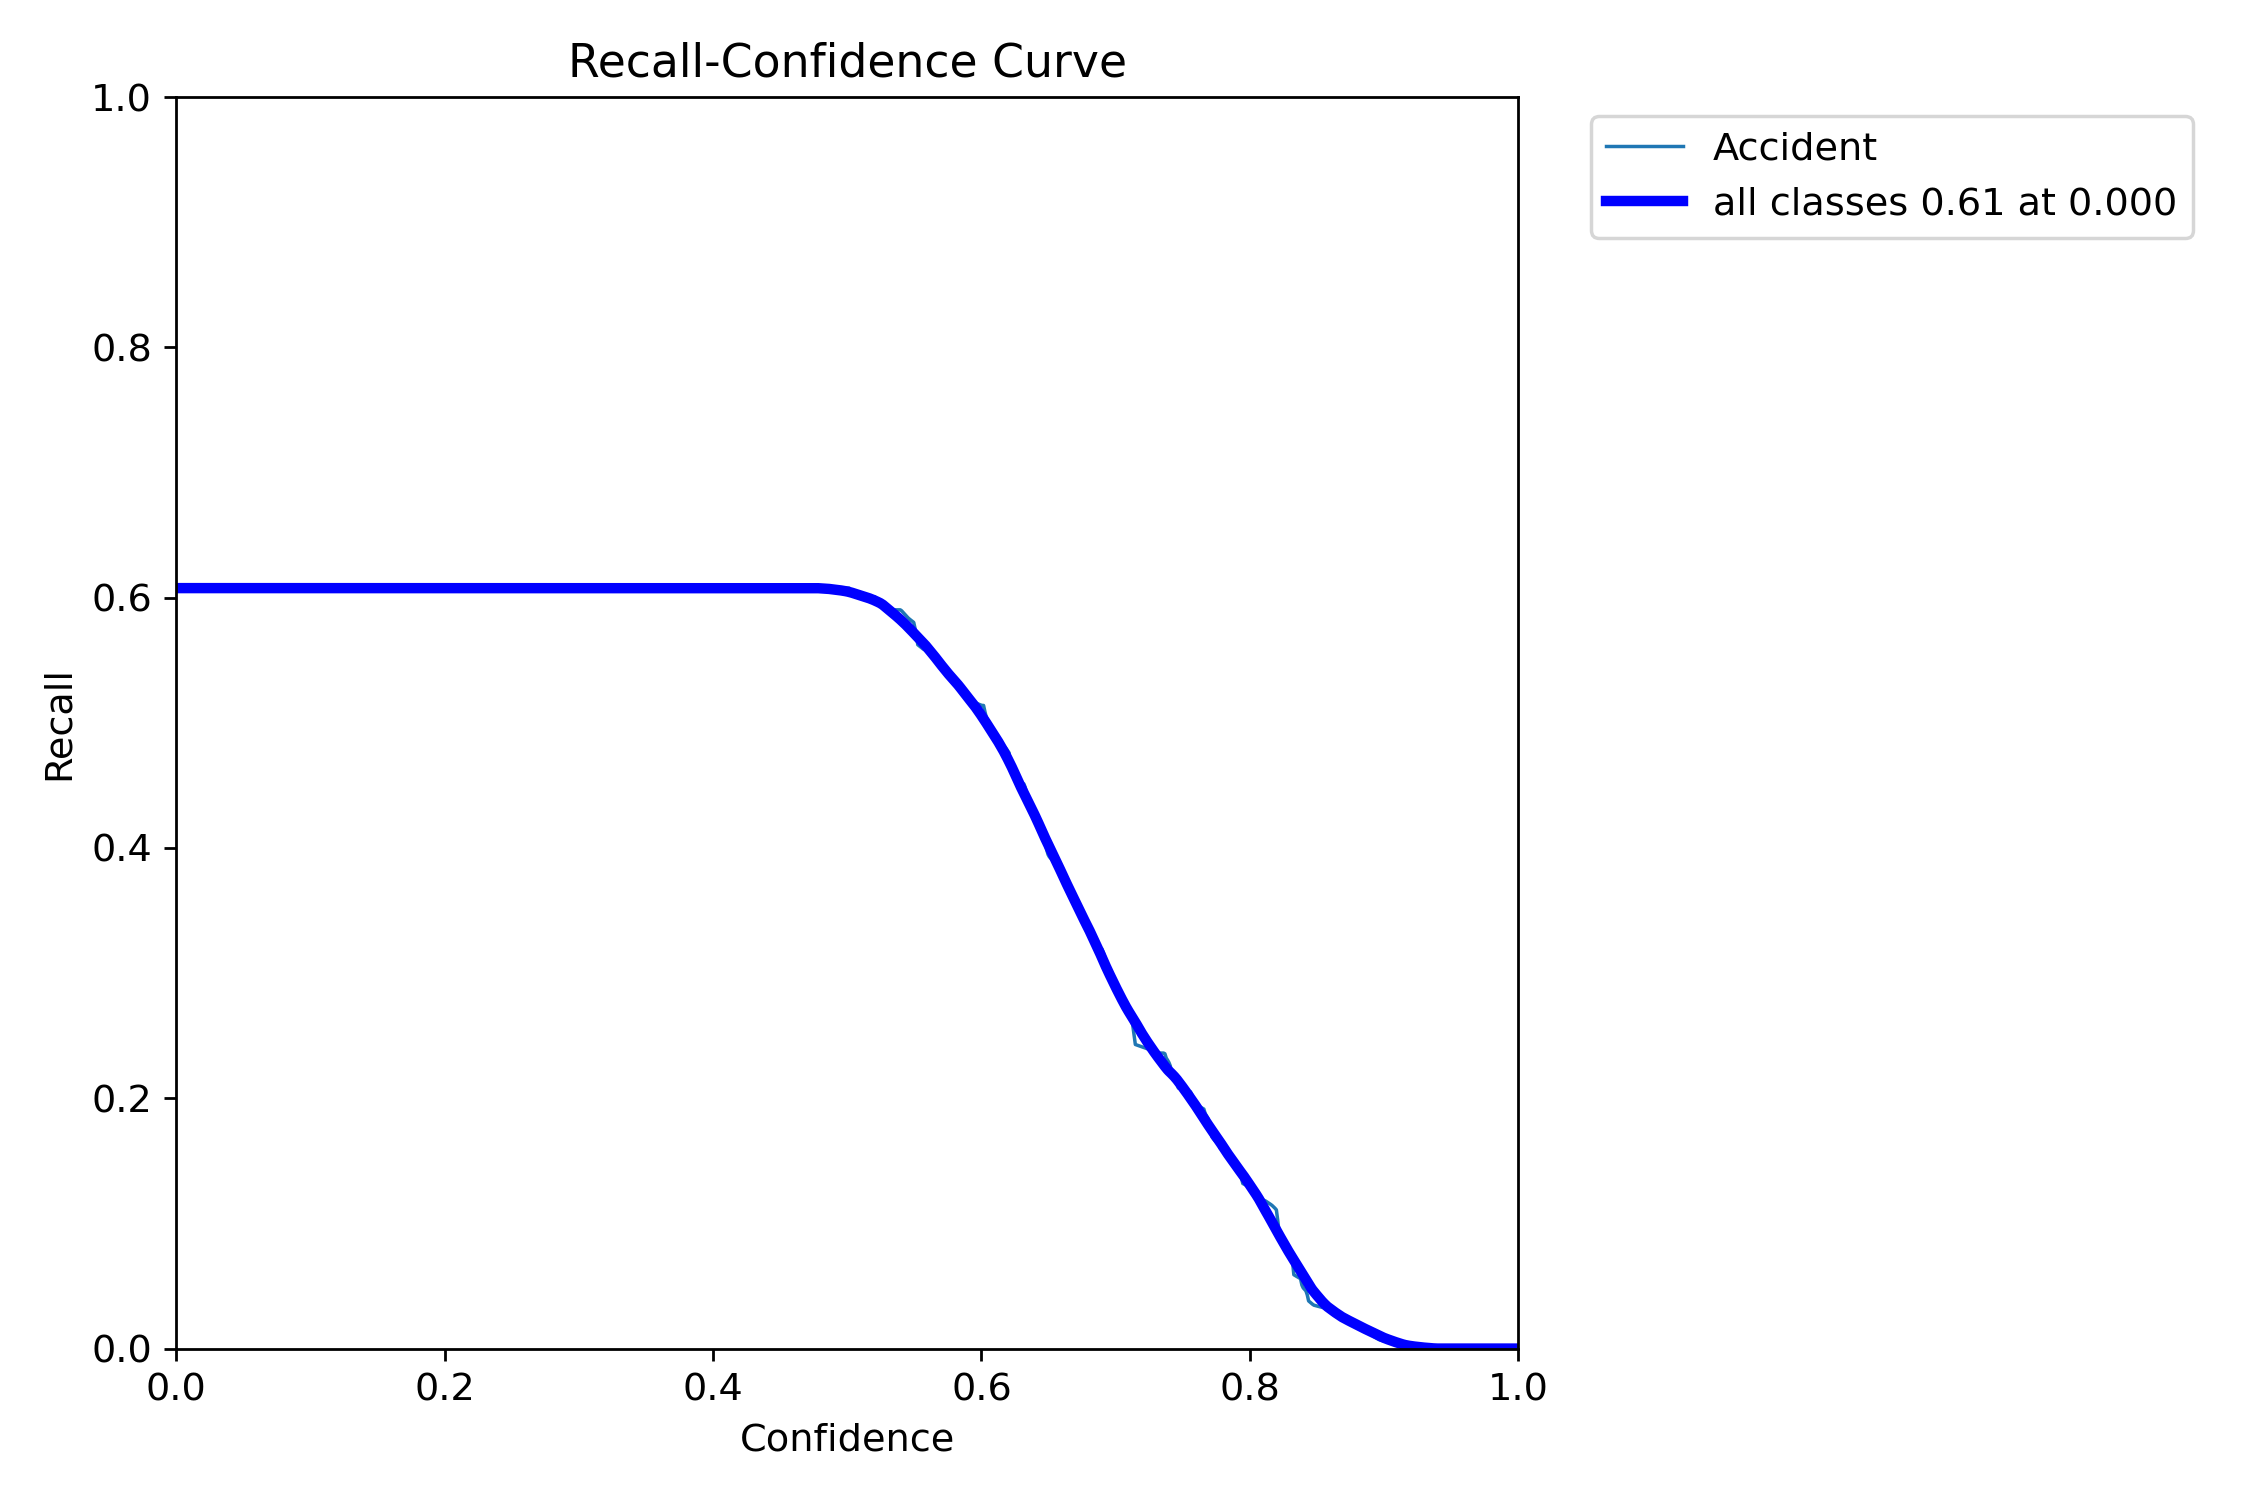 Recall-Confidence Curve
1.0
0.8
0.6
0.4
0.2
0.0
Recall
0.0 0.2 0.4 0.6 0.8 1.0
Confidence
Accident
all classes 0.61 at 0.000